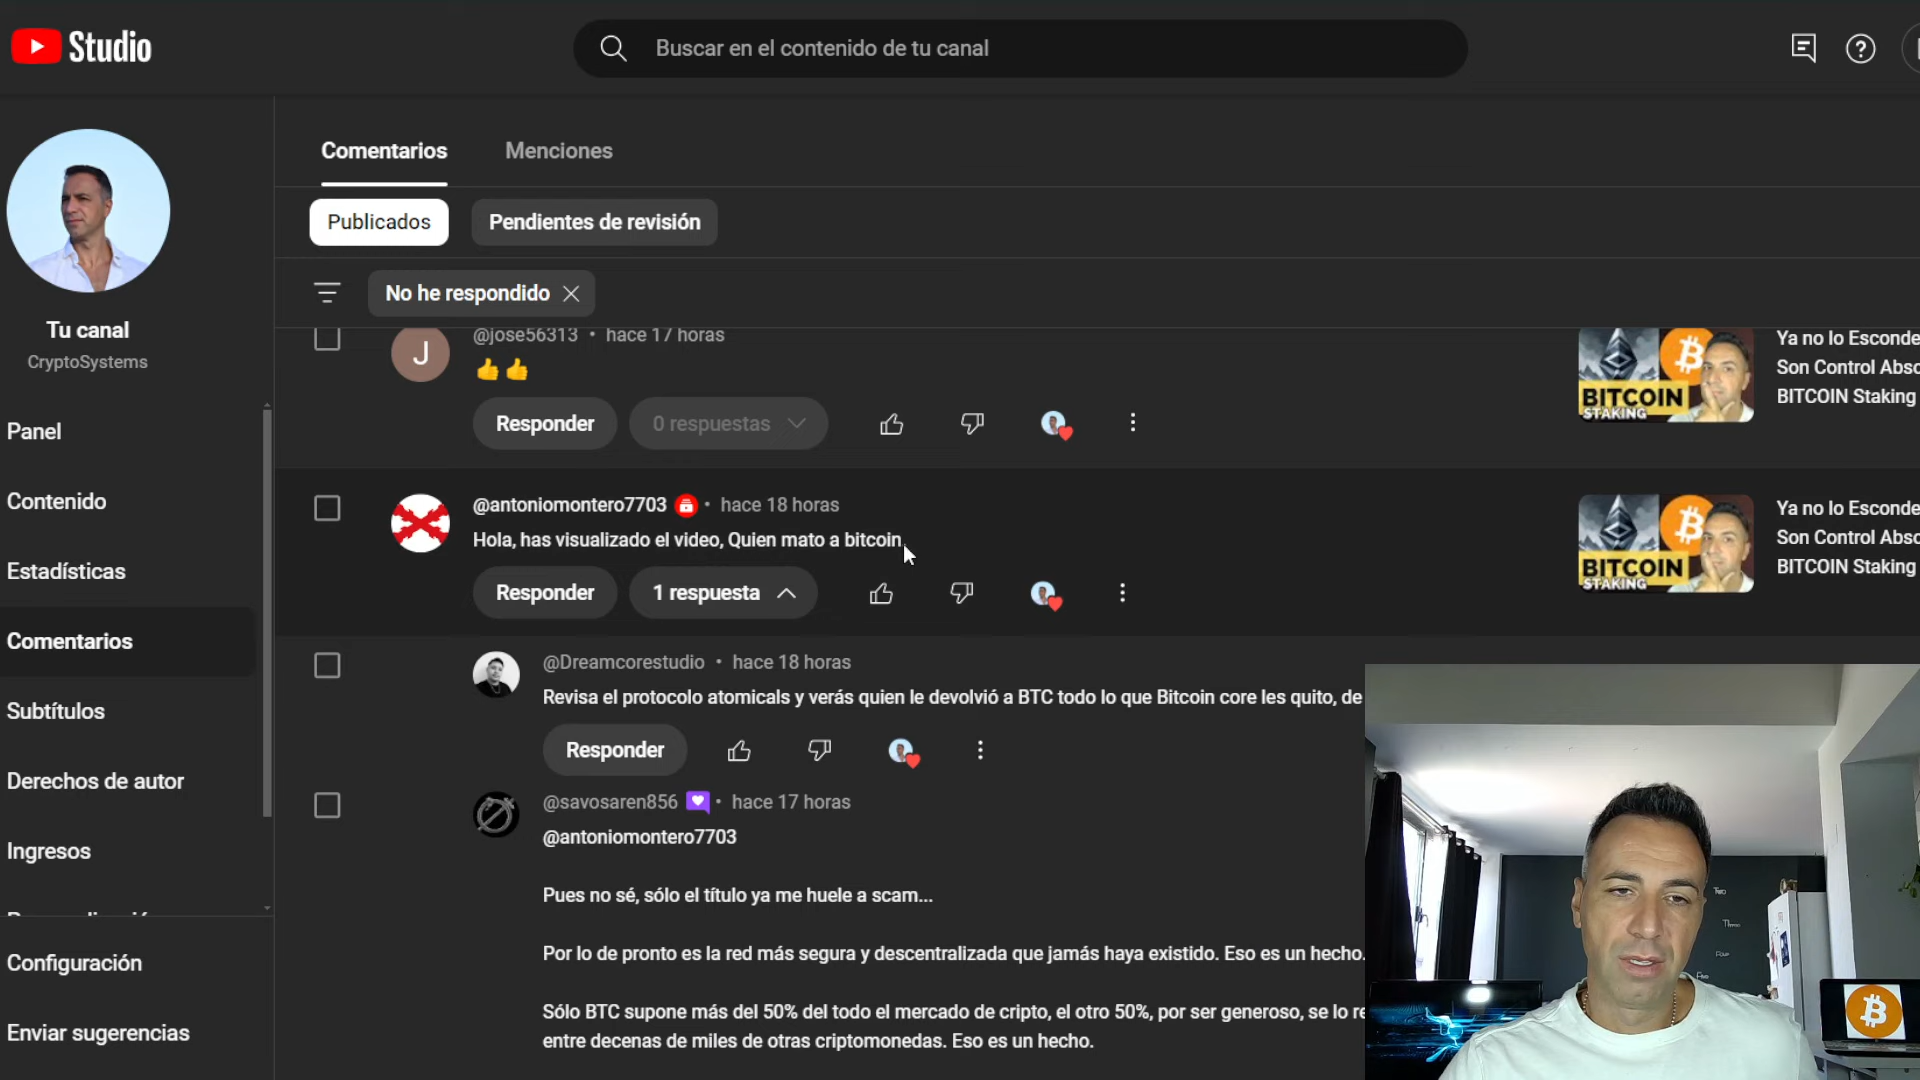 Studio
Buscar en el contenido de tu canal
Tu canal
CryptoSystems
Panel
Contenido
Estadísticas
Comentarios
Subtítulos
Derechos de autor
Ingresos
Configuración
Enviar sugerencias
Comentarios
Menciones
Publicados
Pendientes de revisión
No he respondido
@jose56313 • hace 17 horas
👍👍
Responder
0 respuestas
J
BITCOIN
STAKING
Ya no lo Esconde
Son Control Abso
BITCOIN Staking
@antoniomontero7703 • hace 18 horas
Hola, has visualizado el video, Quien mato a bitcoin.
Responder
1 respuesta
BITCOIN
STAKING
Ya no lo Esconde
Son Control Abso
BITCOIN Staking
@Dreamcorestudio • hace 18 horas
Revisa el protocolo atomicals y verás quien le devolvió a BTC todo lo que Bitcoin core les quito, de
Responder
@savosaren856 • hace 17 horas
@antoniomontero7703
Pues no sé, sólo el título ya me huele a scam...
Por lo de pronto es la red más segura y descentralizada que jamás haya existido. Eso es un hecho.
Sólo BTC supone más del 50% del todo el mercado de cripto, el otro 50%, por ser generoso, se lo re
entre decenas de miles de otras criptomonedas. Eso es un hecho.